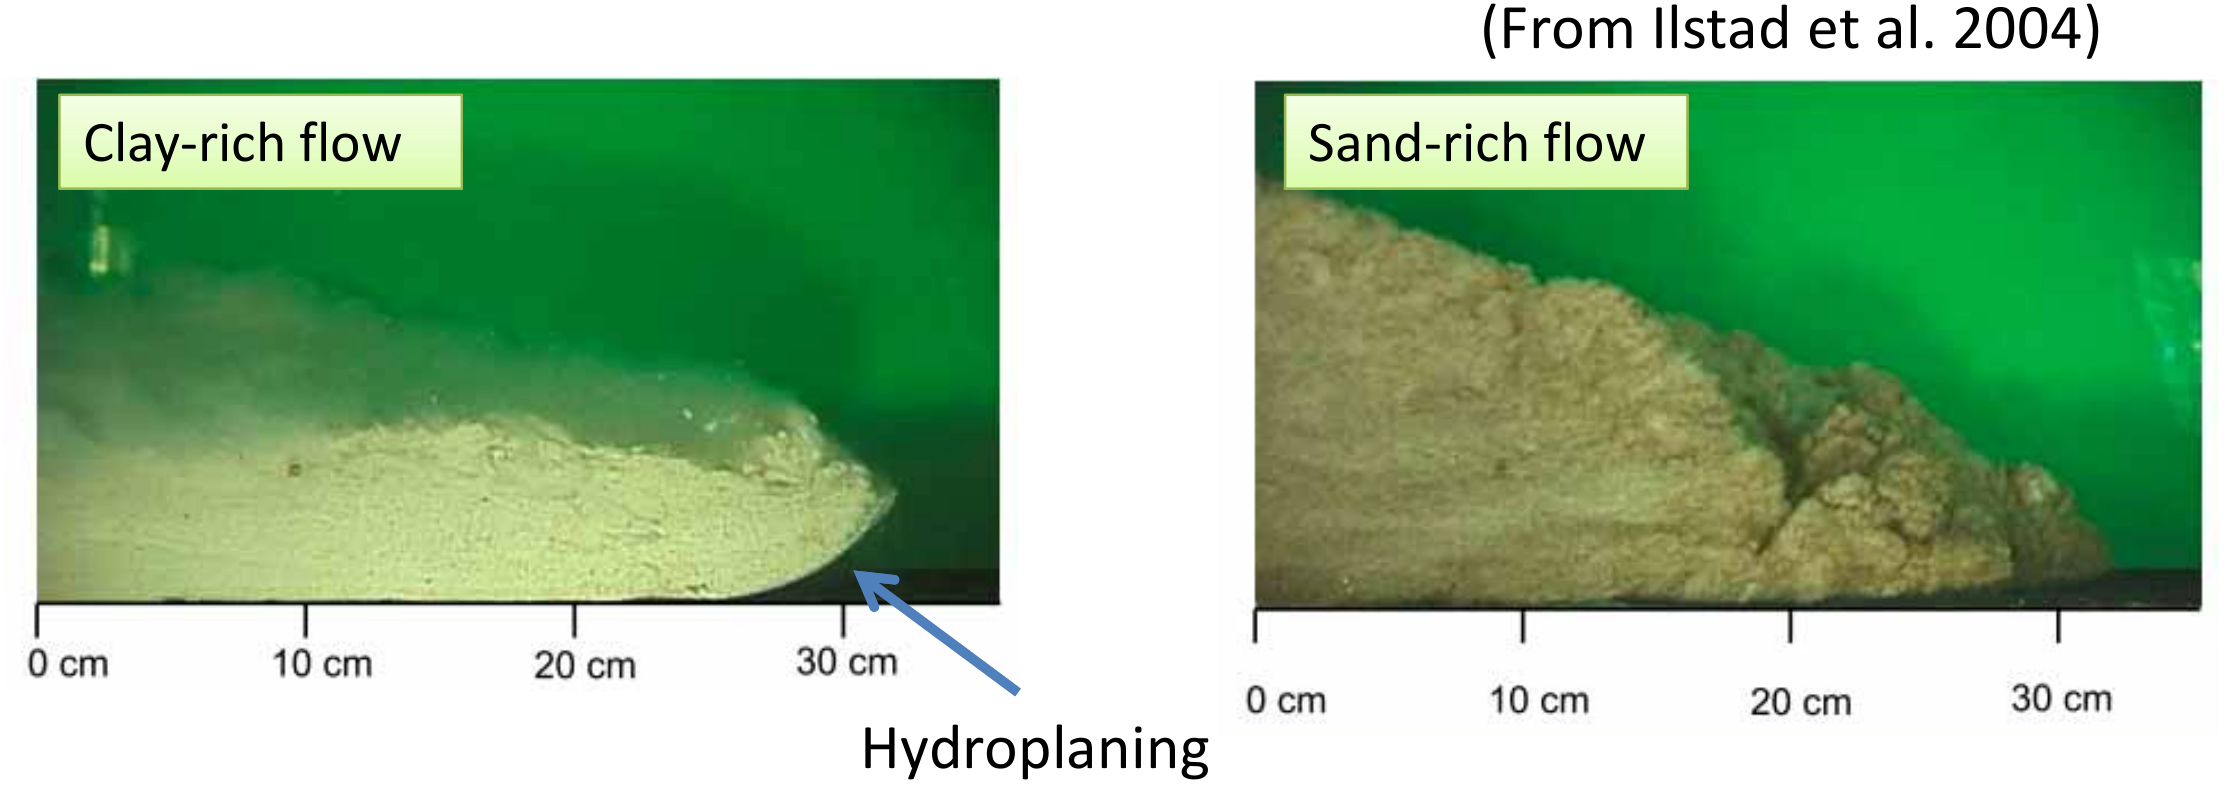 (From Ilstad et al. 2004)
Clay-rich flow
Sand-rich flow
0 cm 10 cm 20 cm 30 cm
0 cm 10 cm 20 cm 30 cm
Hydroplaning